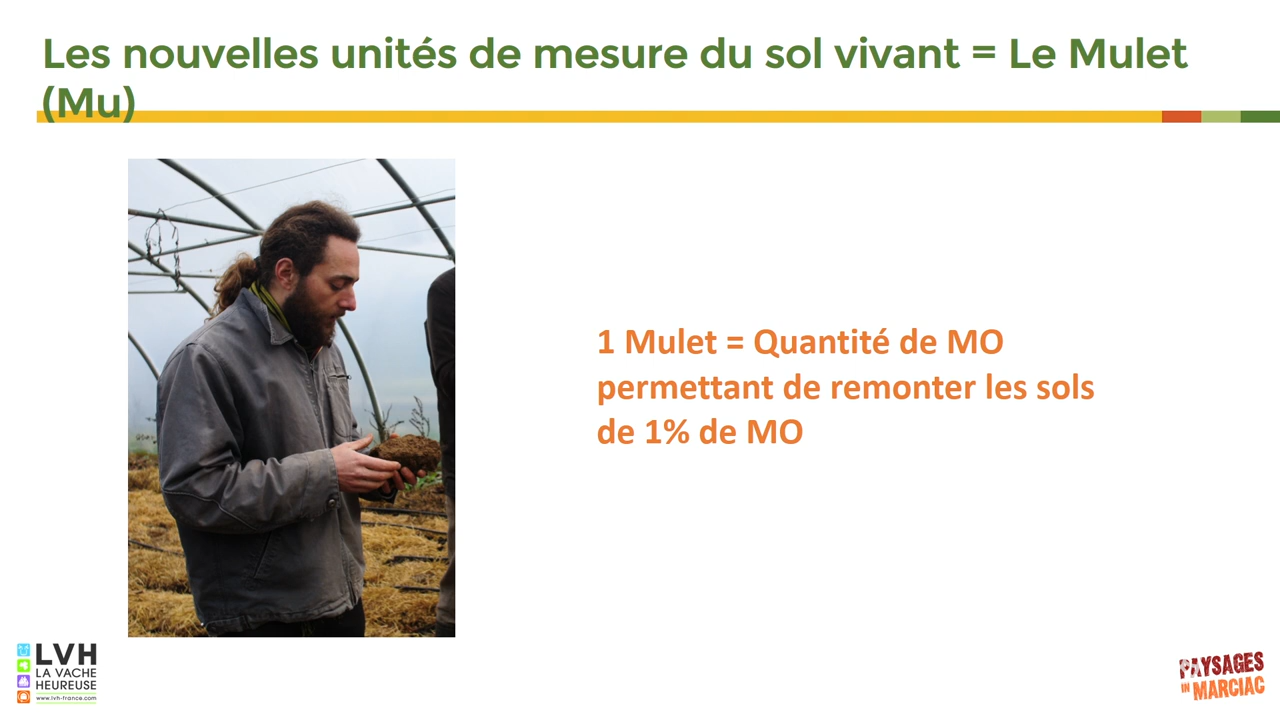 Les nouvelles unités de mesure du sol vivant = Le Mulet
(Mu)
1 Mulet = Quantité de MO
permettant de remonter les sols
de 1% de MO
LVH
LA VACHE
HEUREUSE
www.lvh-france.com
PAYSAGES
IN MARCIAC